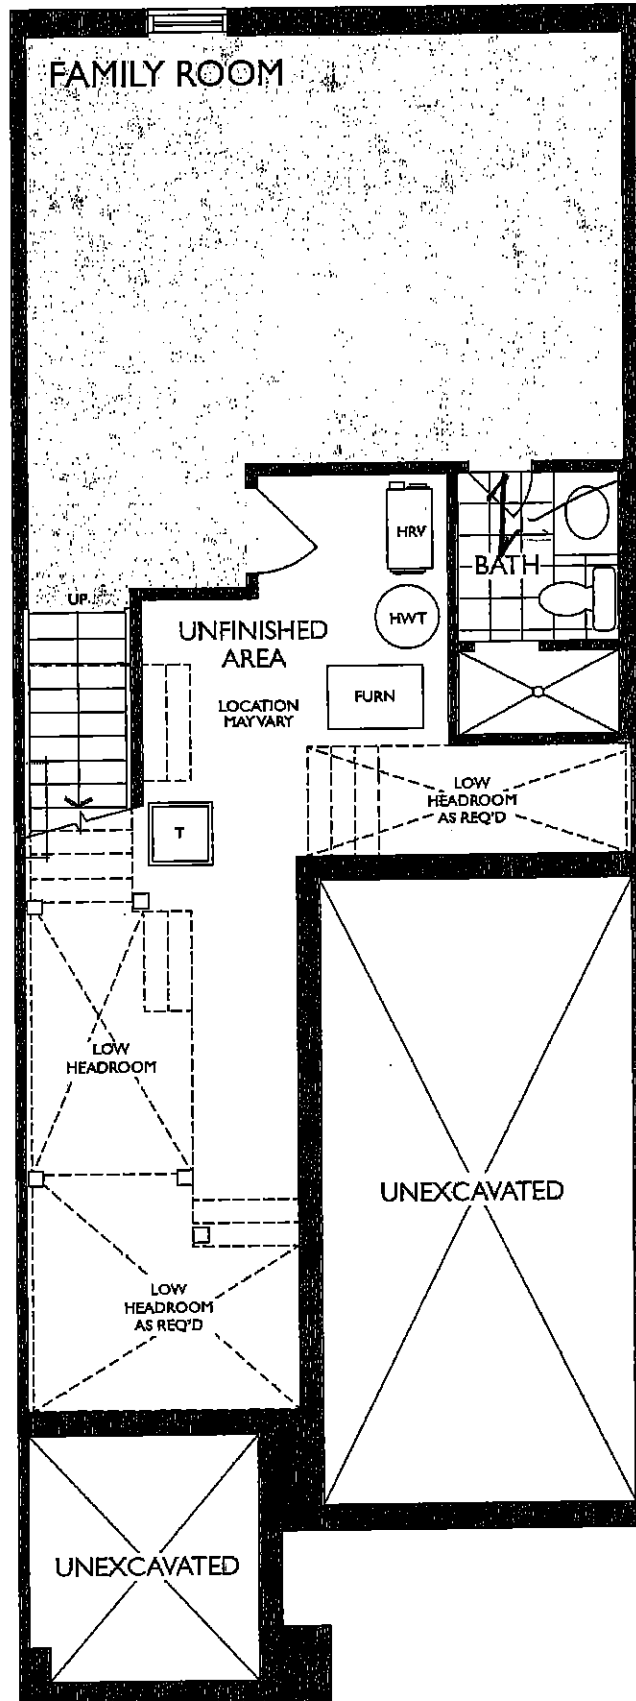 FAMILY ROOM
HRV
BATH
UP
HWT
UNFINISHED
AREA
LOCATION
MAY VARY
FURN
LOW
HEADROOM
AS REQ'D
T
LOW
HEADROOM
UNEXCAVATED
LOW
HEADROOM
AS REQ'D
UNEXCAVATED